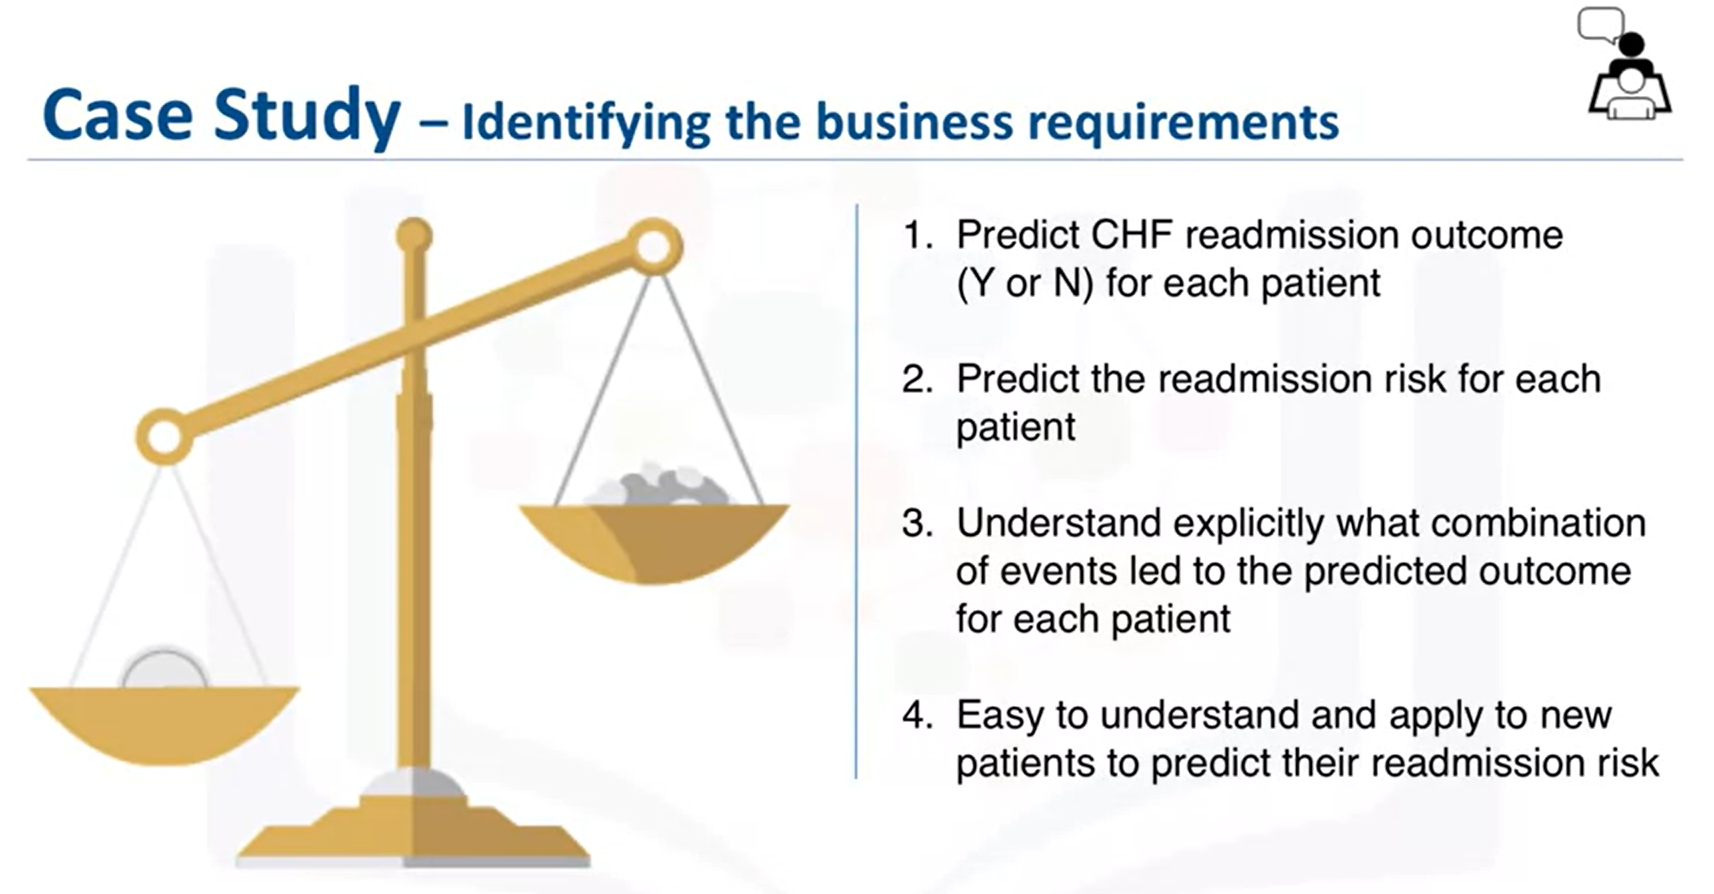 Case Study – Identifying the business requirements
1. Predict CHF readmission outcome
(Y or N) for each patient
2. Predict the readmission risk for each
patient
3. Understand explicitly what combination
of events led to the predicted outcome
for each patient
4. Easy to understand and apply to new
patients to predict their readmission risk